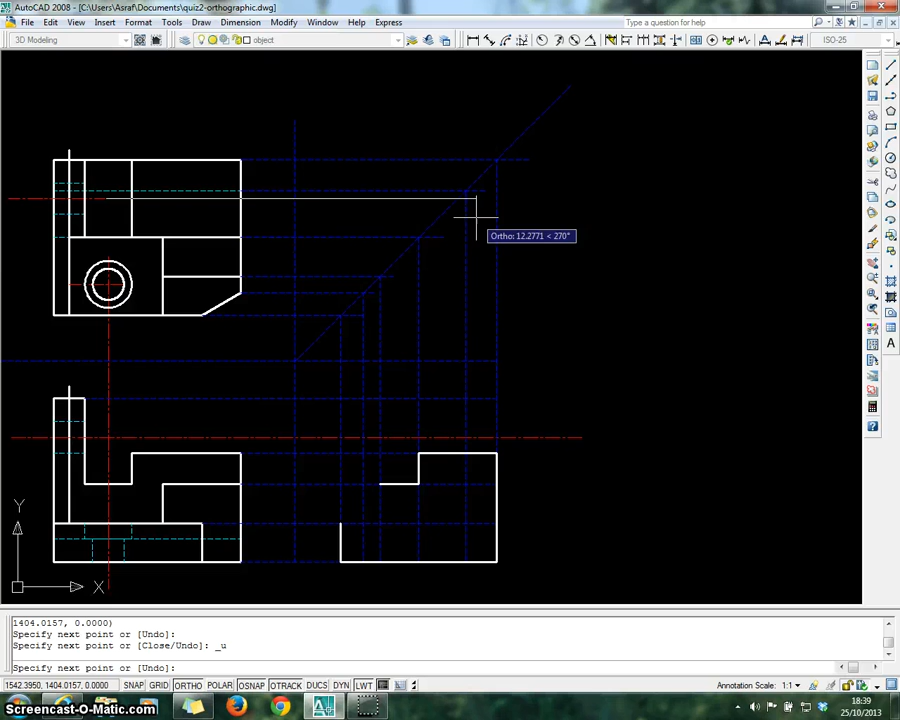 AutoCAD 2008 - [C:\Users\Asraf\Documents\quiz2-orthographic.dwg]
File Edit View Insert Format Tools Draw Dimension Modify Window Help Express
Type a question for help
3D Modeling
object
ISO-25
Ortho: 12.2771 < 270°
Y
X
A
1404.0157, 0.0000)
Specify next point or [Undo]:
Specify next point or [Close/Undo]: _u
Specify next point or [Undo]:
1542.3950, 1404.0157, 0.0000 SNAP GRID ORTHO POLAR OSNAP OTRACK DUCS DYN LWT
Annotation Scale: 1:1
Screencast-O-Matic.com
18:39
25/10/2013